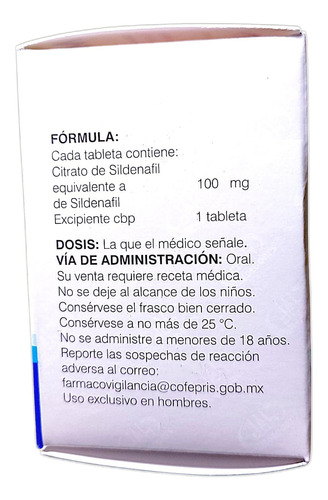 FÓRMULA:
Cada tableta contiene:
Citrato de Sildenafil
equivalente a 100 mg
de Sildenafil
Excipiente cbp 1 tableta
DOSIS: La que el médico señale.
VÍA DE ADMINISTRACIÓN: Oral.
Su venta requiere receta médica.
No se deje al alcance de los niños.
Consérvese el frasco bien cerrado.
Consérvese a no más de 25 °C.
No se administre a menores de 18 años.
Reporte las sospechas de reacción
adversa al correo:
farmacovigilancia@cofepris.gob.mx
Uso exclusivo en hombres.